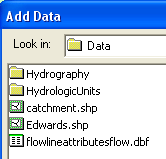 Add Data
Look in: Data
Hydrography
HydrologicUnits
catchment.shp
Edwards.shp
flowlineattributesflow.dbf